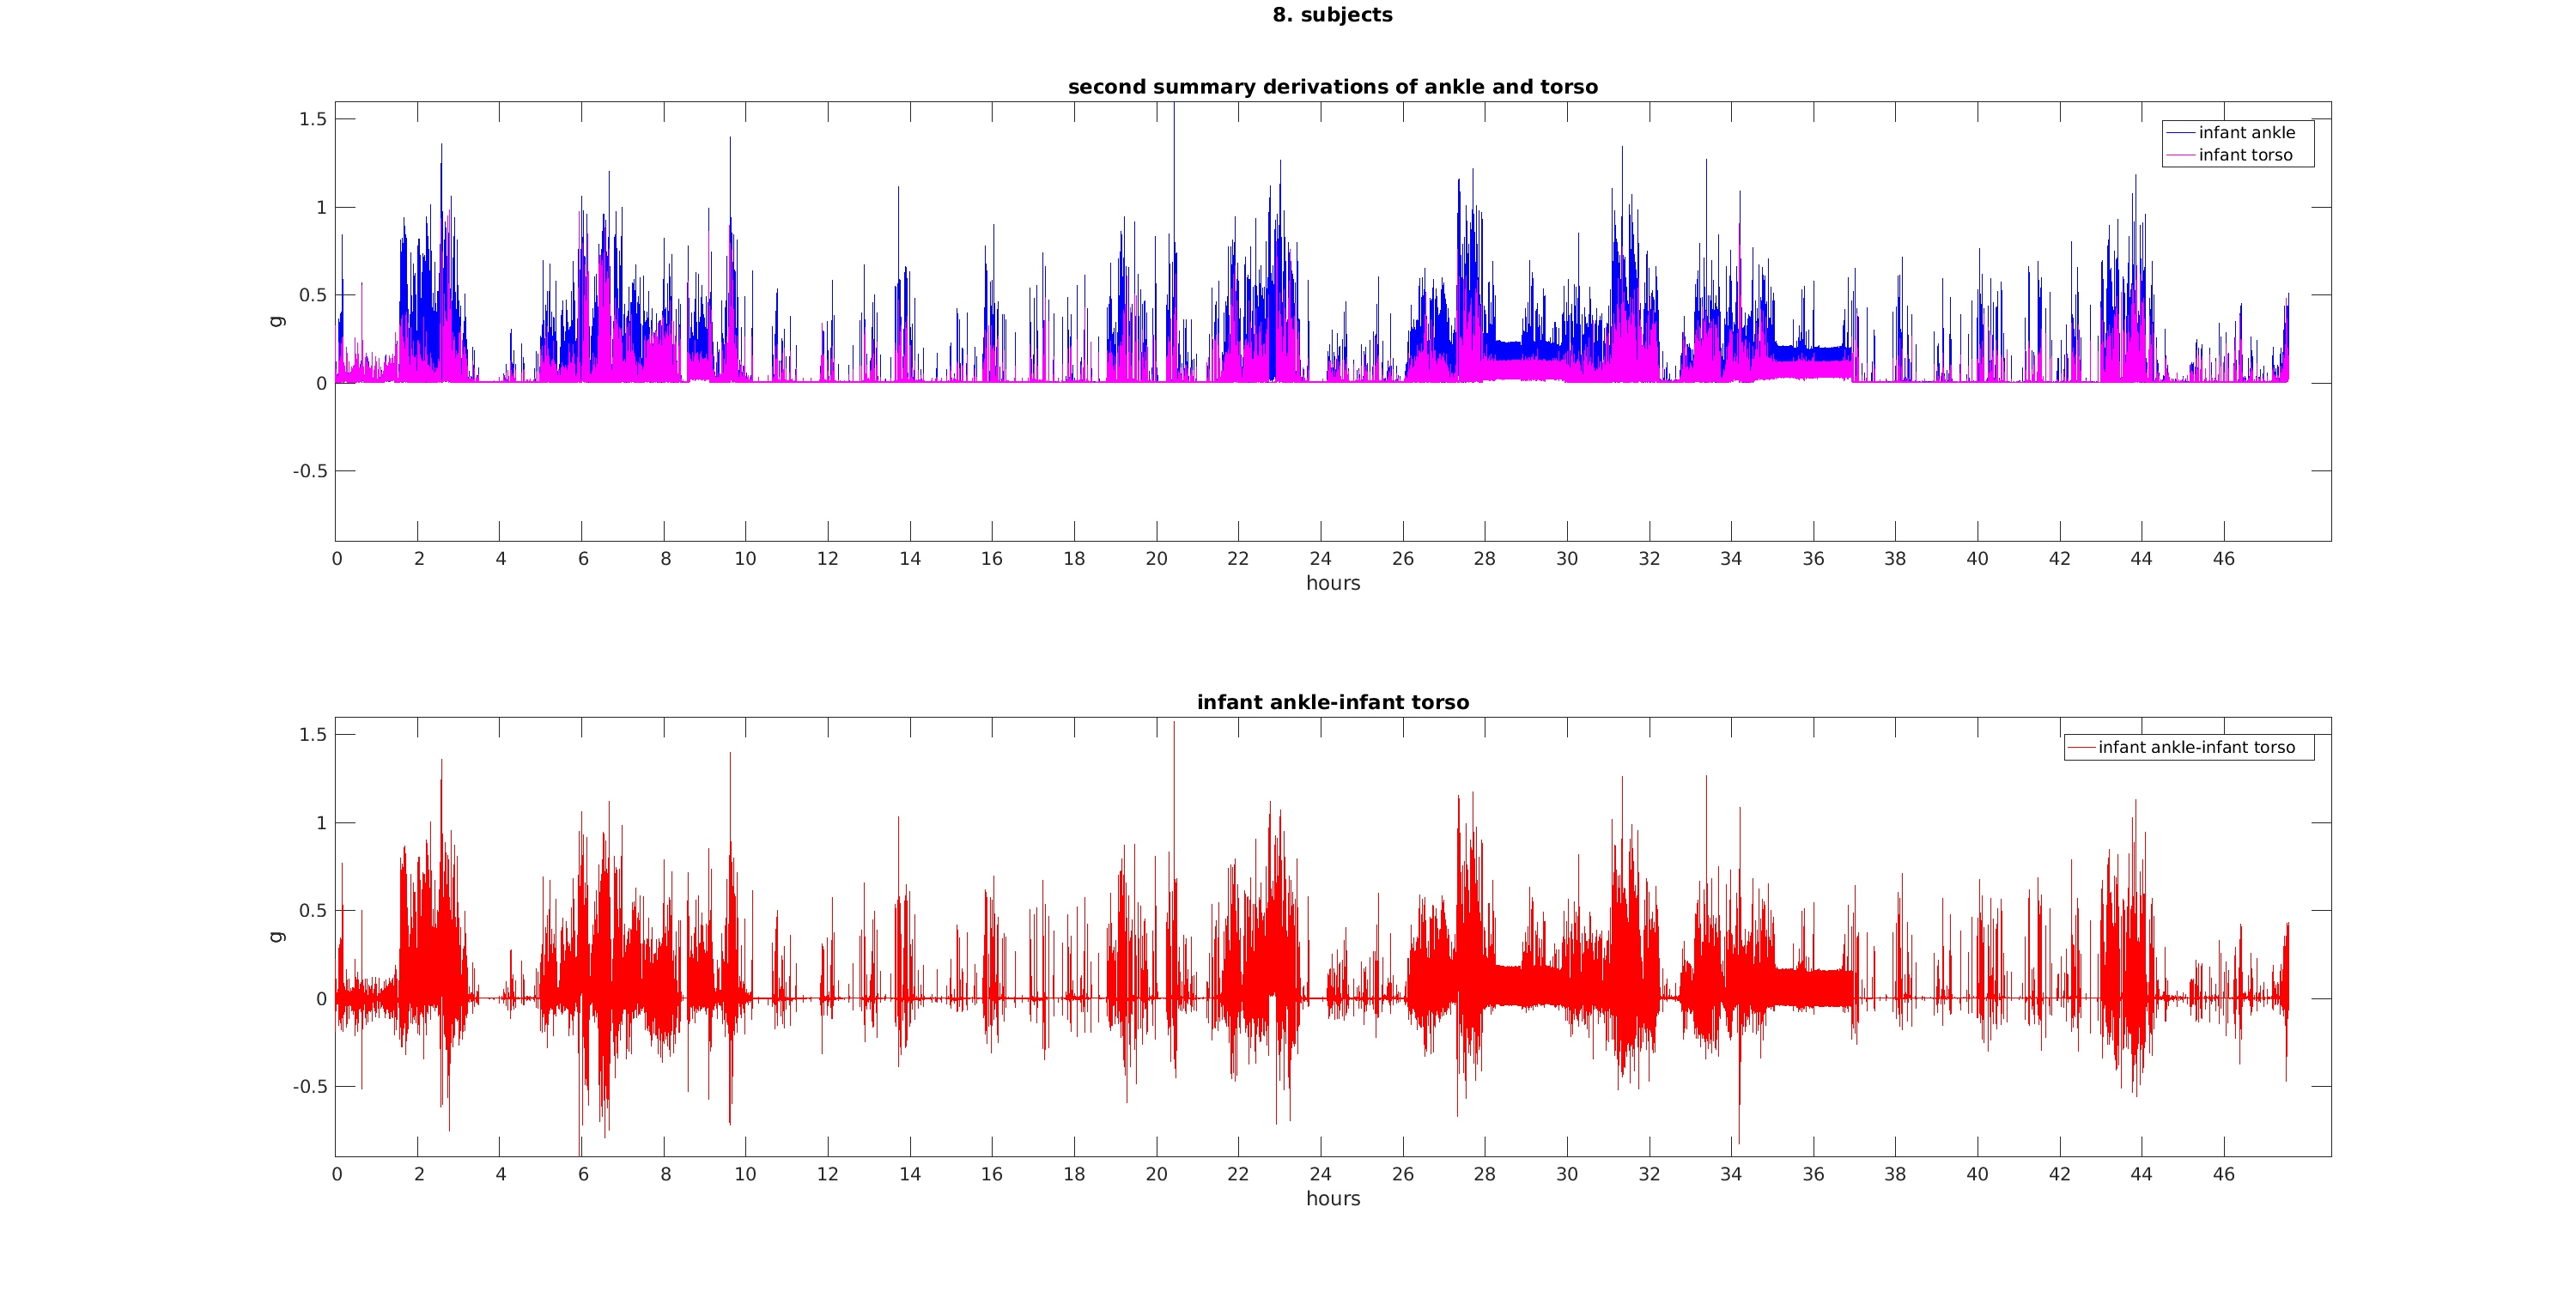 8. subjects
second summary derivations of ankle and torso
1.5
1
0.5
0
-0.5
g
infant ankle
infant torso
0 2 4 6 8 10 12 14 16 18 20 22 24 26 28 30 32 34 36 38 40 42 44 46
hours
infant ankle-infant torso
1.5
1
0.5
0
-0.5
g
infant ankle-infant torso
0 2 4 6 8 10 12 14 16 18 20 22 24 26 28 30 32 34 36 38 40 42 44 46
hours